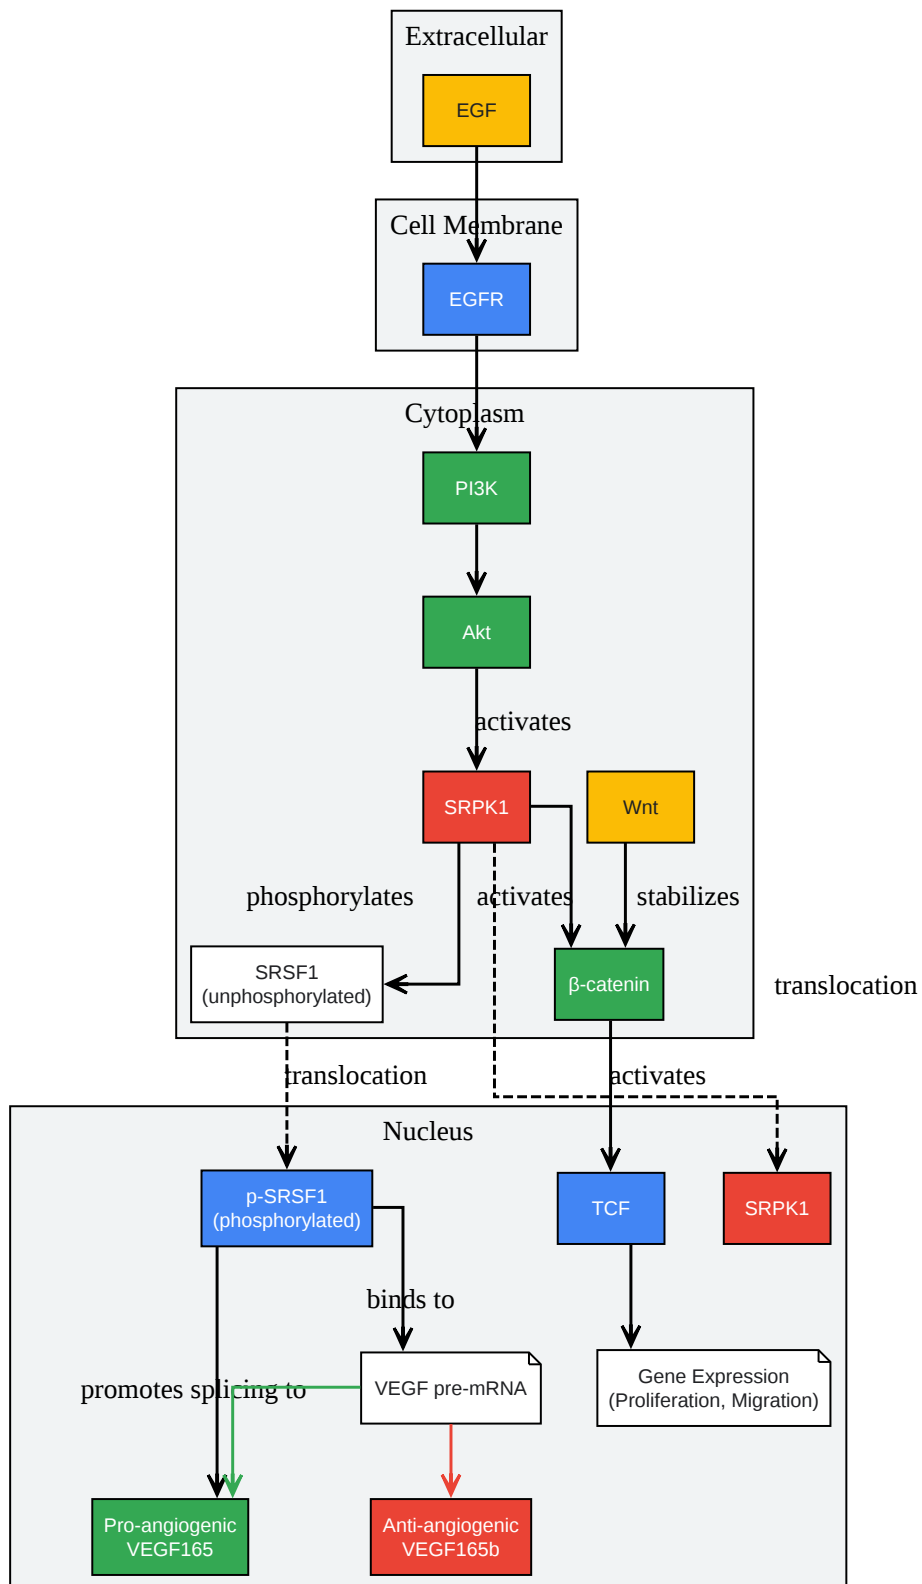 Extracellular
EGF
Cell Membrane
EGFR
Cytoplasm
PI3K
Akt
activates
SRPK1
Wnt
phosphorylates
activates
stabilizes
SRSF1
(unphosphorylated)
β-catenin
translocation
translocation
activates
Nucleus
p-SRSF1
(phosphorylated)
TCF
SRPK1
binds to
promotes splicing to
VEGF pre-mRNA
Gene Expression
(Proliferation, Migration)
Pro-angiogenic
VEGF165
Anti-angiogenic
VEGF165b